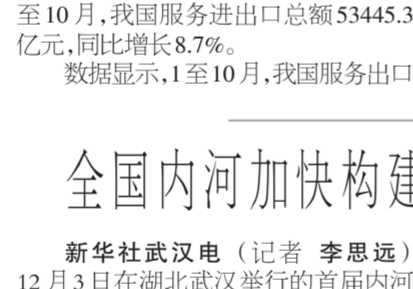 至10月,我国服务进出口总额53445.3
亿元,同比增长8.7%。
数据显示,1至10月,我国服务出口
全国内河加快构建
新华社武汉电（记者 李思远）
12月3日在湖北武汉举行的首届内河